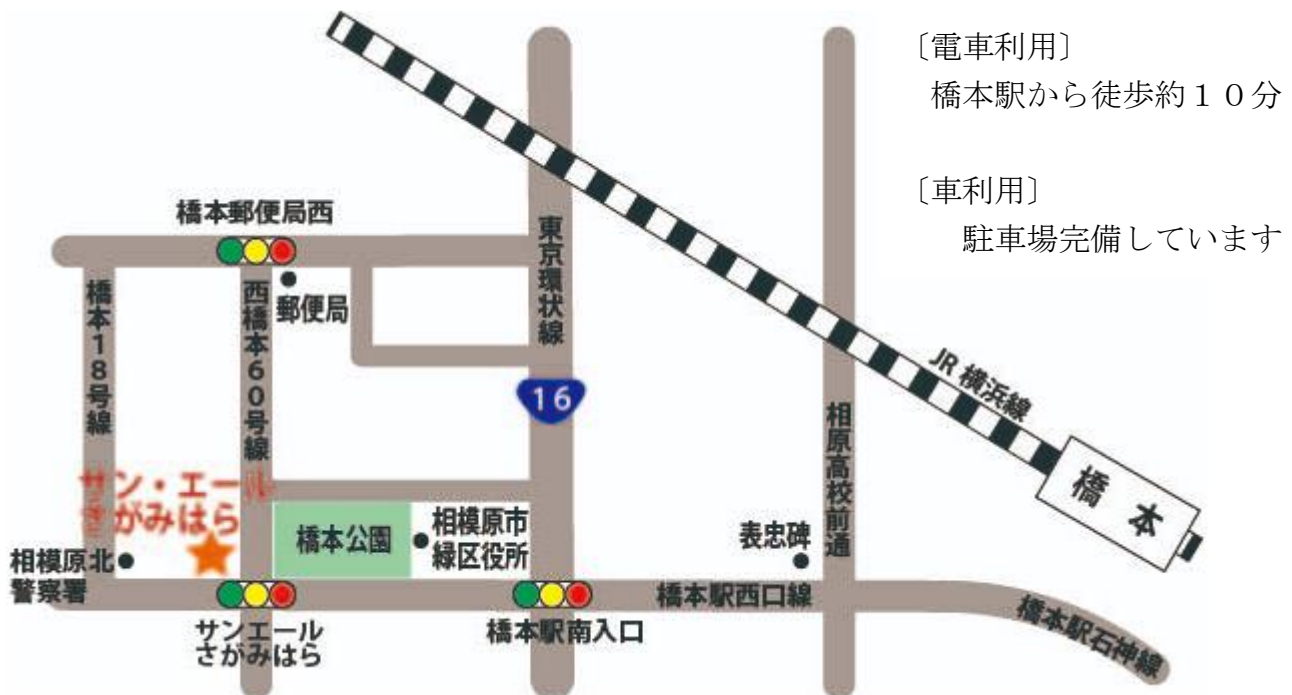 〔電車利用〕
橋本駅から徒歩約１０分
〔車利用〕
駐車場完備しています
橋本郵便局西
郵便局
東京環状線
橋本18号線
西橋本60号線
16
JR 横浜線
橋本
相原高校前通
サン・エール
さがみはら
橋本公園
相模原市
緑区役所
表忠碑
相模原北
警察署
橋本駅西口線
橋本駅石神線
サンエール
さがみはら
橋本駅南入口